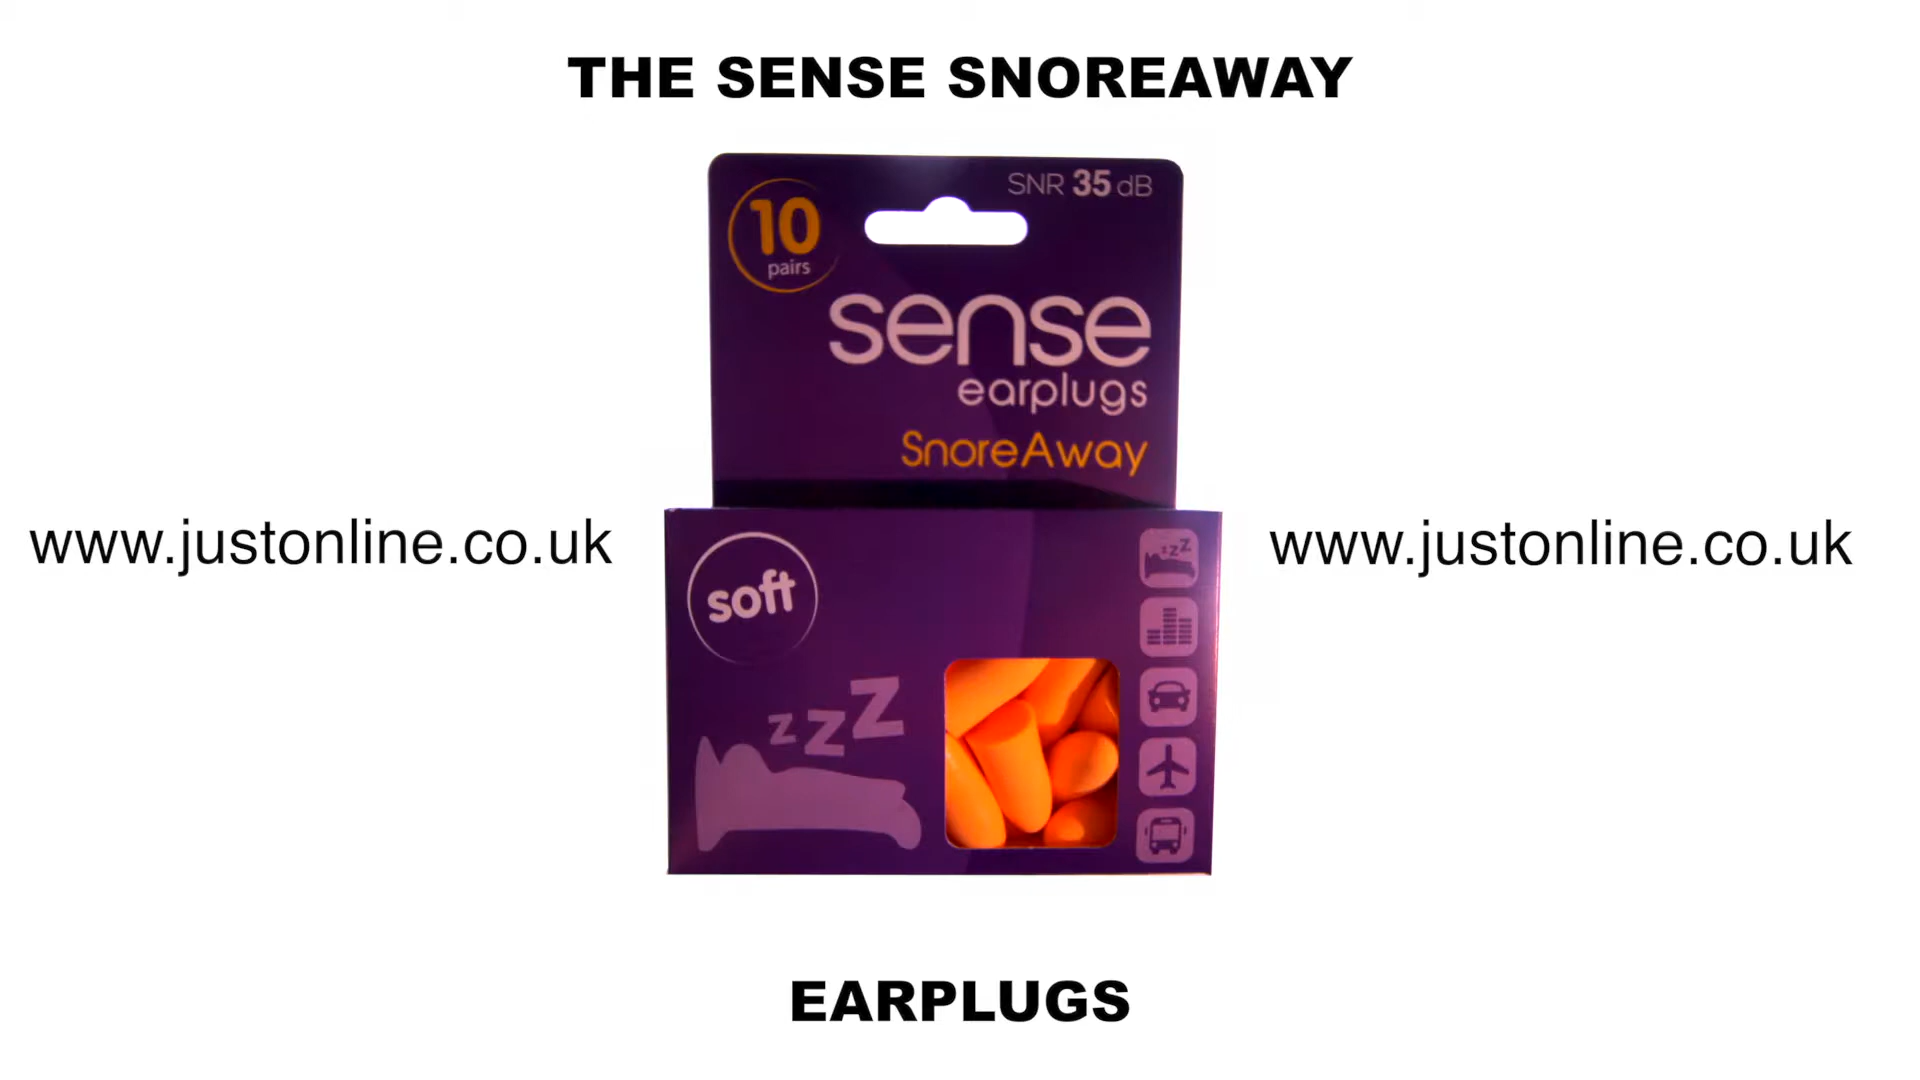 THE SENSE SNOREAWAY
SNR 35 dB
10
pairs
sense
earplugs
SnoreAway
www.justonline.co.uk
www.justonline.co.uk
soft
zzZ
z z Z
EARPLUGS